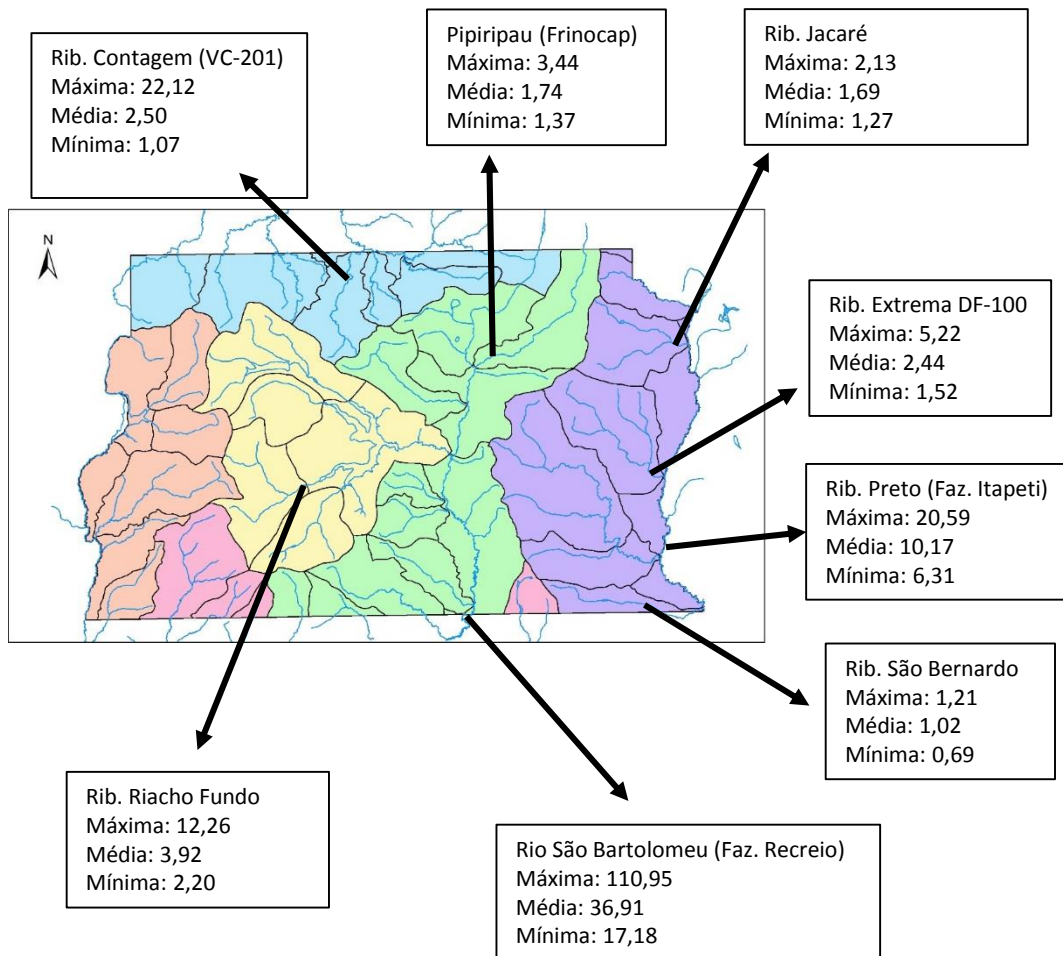 Rib. Contagem (VC-201)
Máxima: 22,12
Média: 2,50
Mínima: 1,07
Pipiripau (Frinocap)
Máxima: 3,44
Média: 1,74
Mínima: 1,37
Rib. Jacaré
Máxima: 2,13
Média: 1,69
Mínima: 1,27
N
Rib. Extrema DF-100
Máxima: 5,22
Média: 2,44
Mínima: 1,52
Rib. Preto (Faz. Itapeti)
Máxima: 20,59
Média: 10,17
Mínima: 6,31
Rib. São Bernardo
Máxima: 1,21
Média: 1,02
Mínima: 0,69
Rib. Riacho Fundo
Máxima: 12,26
Média: 3,92
Mínima: 2,20
Rio São Bartolomeu (Faz. Recreio)
Máxima: 110,95
Média: 36,91
Mínima: 17,18